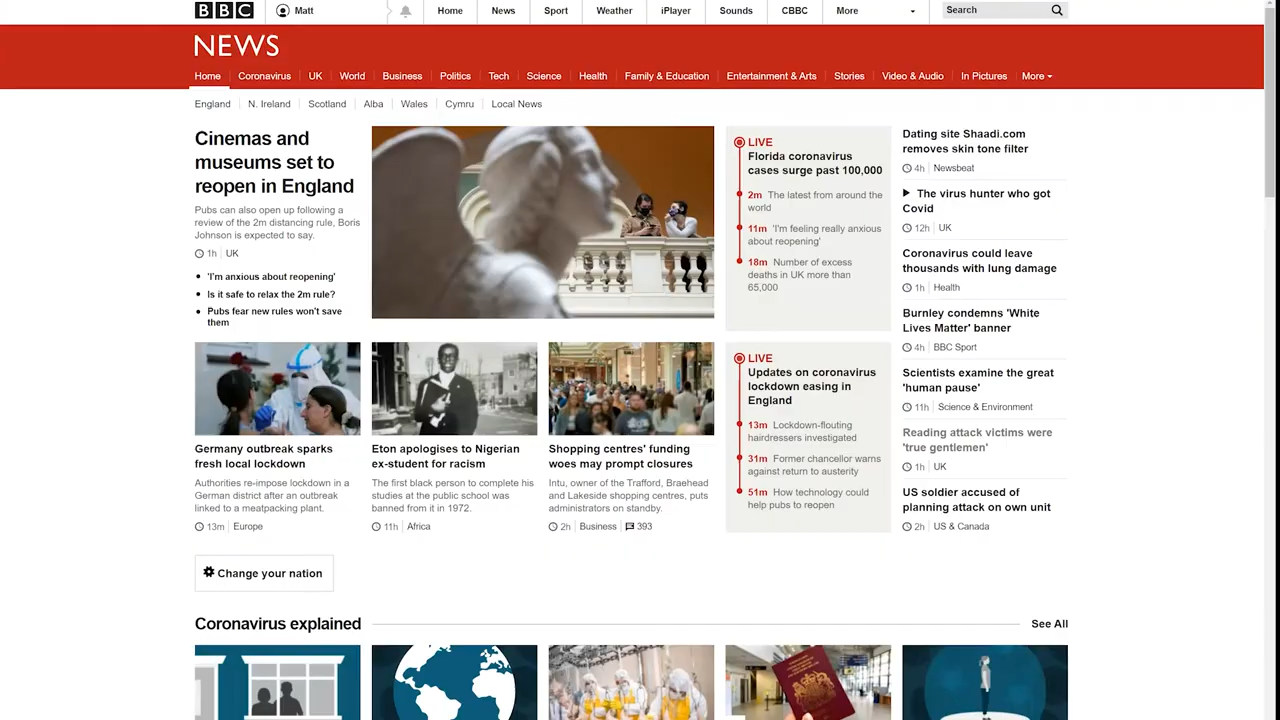 BBC
Matt
Home
News
Sport
Weather
iPlayer
Sounds
CBBC
More
Search
NEWS
Home
Coronavirus
UK
World
Business
Politics
Tech
Science
Health
Family & Education
Entertainment & Arts
Stories
Video & Audio
In Pictures
More
England
N. Ireland
Scotland
Alba
Wales
Cymru
Local News
Cinemas and
museums set to
reopen in England
Pubs can also open up following a
review of the 2m distancing rule, Boris
Johnson is expected to say.
1h UK
'I'm anxious about reopening'
Is it safe to relax the 2m rule?
Pubs fear new rules won't save
them
LIVE
Florida coronavirus
cases surge past 100,000
2m The latest from around the
world
11m 'I'm feeling really anxious
about reopening'
18m Number of excess
deaths in UK more than
65,000
Dating site Shaadi.com
removes skin tone filter
4h Newsbeat
The virus hunter who got
Covid
12h UK
Coronavirus could leave
thousands with lung damage
1h Health
Burnley condemns 'White
Lives Matter' banner
4h BBC Sport
Scientists examine the great
'human pause'
11h Science & Environment
Reading attack victims were
'true gentlemen'
1h UK
US soldier accused of
planning attack on own unit
2h US & Canada
Germany outbreak sparks
fresh local lockdown
Authorities re-impose lockdown in a
German district after an outbreak
linked to a meatpacking plant.
13m Europe
Eton apologises to Nigerian
ex-student for racism
The first black person to complete his
studies at the public school was
banned from it in 1972.
11h Africa
Shopping centres' funding
woes may prompt closures
Intu, owner of the Trafford, Braehead
and Lakeside shopping centres, puts
administrators on standby.
2h Business 393
LIVE
Updates on coronavirus
lockdown easing in
England
13m Lockdown-flouting
hairdressers investigated
31m Former chancellor warns
against return to austerity
51m How technology could
help pubs to reopen
Change your nation
Coronavirus explained
See All